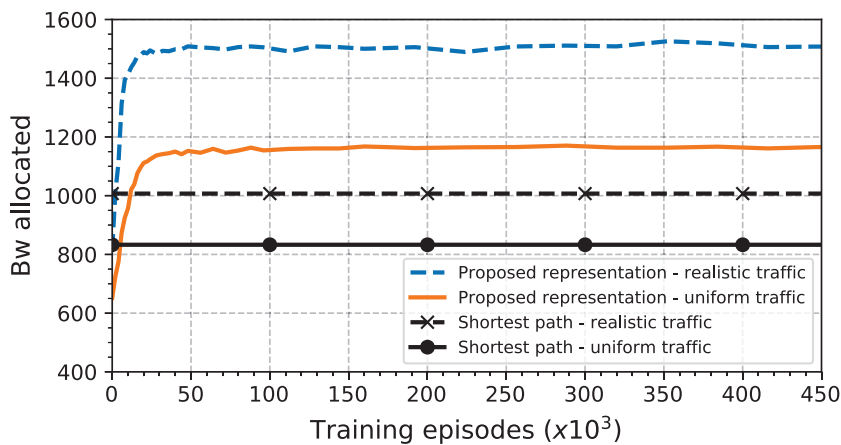 1600
1400
1200
1000
800
600
400
Bw allocated
Proposed representation - realistic traffic
Proposed representation - uniform traffic
Shortest path - realistic traffic
Shortest path - uniform traffic
0 50 100 150 200 250 300 350 400 450
Training episodes (x10³)